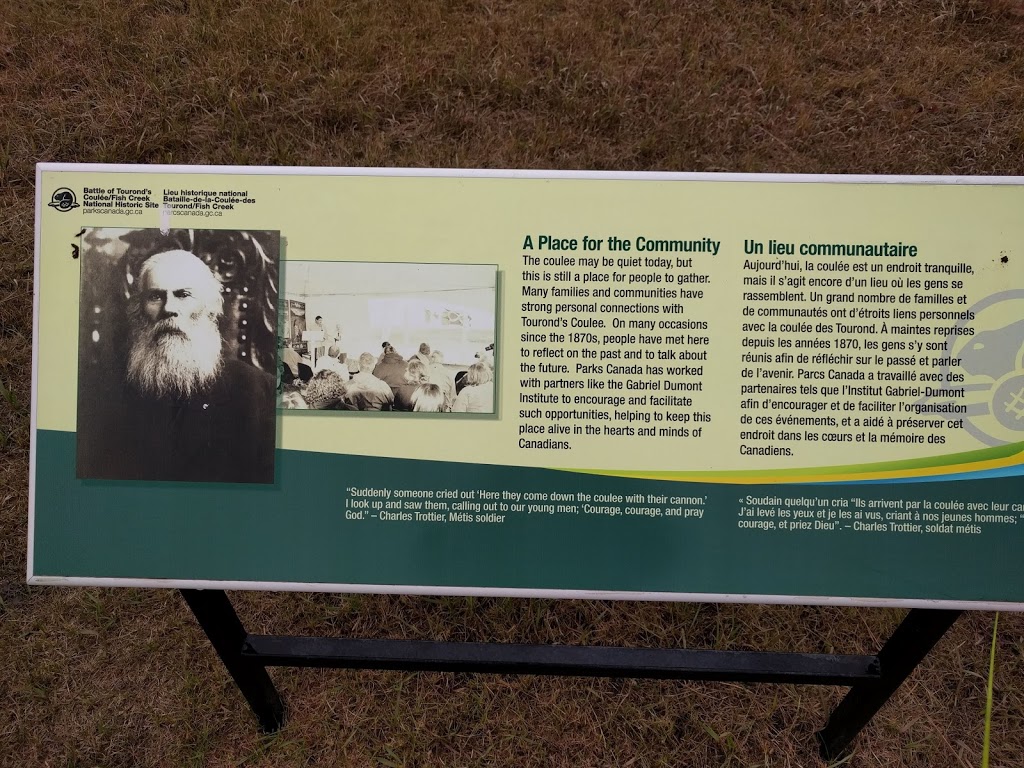 Battle of Tourond's
Coulée/Fish Creek
National Historic Site
parkscanada.gc.ca
Lieu historique national
Bataille-de-la-Coulée-des
Tourond/Fish Creek
parcscanada.gc.ca
A Place for the Community
The coulee may be quiet today, but
this is still a place for people to gather.
Many families and communities have
strong personal connections with
Tourond's Coulee. On many occasions
since the 1870s, people have met here
to reflect on the past and to talk about
the future. Parks Canada has worked
with partners like the Gabriel Dumont
Institute to encourage and facilitate
such opportunities, helping to keep this
place alive in the hearts and minds of
Canadians.
Un lieu communautaire
Aujourd'hui, la coulée est un endroit tranquille,
mais il s'agit encore d'un lieu où les gens se
rassemblent. Un grand nombre de familles et
de communautés ont d'étroits liens personnels
avec la coulée des Tourond. À maintes reprises
depuis les années 1870, les gens s'y sont
réunis afin de réfléchir sur le passé et parler
de l'avenir. Parcs Canada a travaillé avec des
partenaires tels que l'Institut Gabriel-Dumont
afin d'encourager et de faciliter l'organisation
de ces événements, et a aidé à préserver cet
endroit dans les cœurs et la mémoire des
Canadiens.
"Suddenly someone cried out 'Here they come down the coulee with their cannon.'
I look up and saw them, calling out to our young men; 'Courage, courage, and pray
God." – Charles Trottier, Métis soldier
« Soudain quelqu'un cria "Ils arrivent par la coulée avec leur ca
J'ai levé les yeux et je les ai vus, criant à nos jeunes hommes; "
courage, et priez Dieu". – Charles Trottier, soldat métis